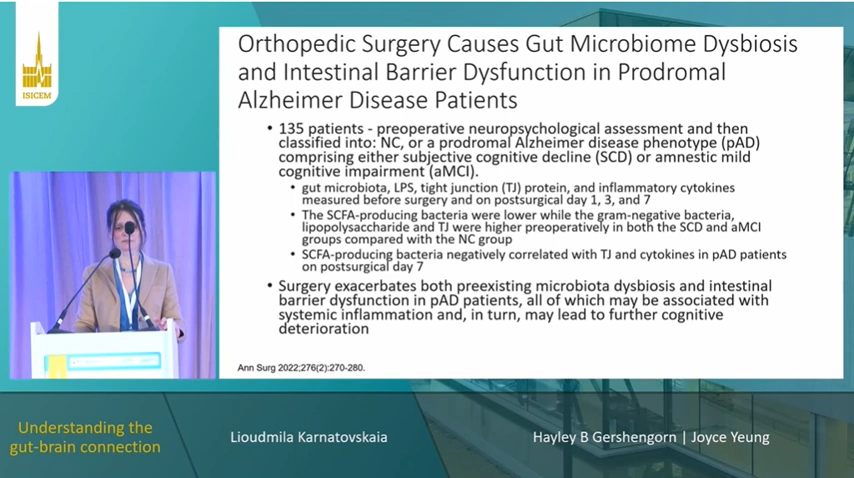 ISICEM
Orthopedic Surgery Causes Gut Microbiome Dysbiosis
and Intestinal Barrier Dysfunction in Prodromal
Alzheimer Disease Patients
• 135 patients - preoperative neuropsychological assessment and then
classified into: NC, or a prodromal Alzheimer disease phenotype (pAD)
comprising either subjective cognitive decline (SCD) or amnestic mild
cognitive impairment (aMCI).
• gut microbiota, LPS, tight junction (TJ) protein, and inflammatory cytokines
measured before surgery and on postsurgical day 1, 3, and 7
• The SCFA-producing bacteria were lower while the gram-negative bacteria,
lipopolysaccharide and TJ were higher preoperatively in both the SCD and aMCI
groups compared with the NC group
• SCFA-producing bacteria negatively correlated with TJ and cytokines in pAD patients
on postsurgical day 7
• Surgery exacerbates both preexisting microbiota dysbiosis and intestinal
barrier dysfunction in pAD patients, all of which may be associated with
systemic inflammation and, in turn, may lead to further cognitive
deterioration
Ann Surg 2022;276(2):270-280.
Understanding the
gut-brain connection
Lioudmila Karnatovskaia
Hayley B Gershengorn | Joyce Yeung